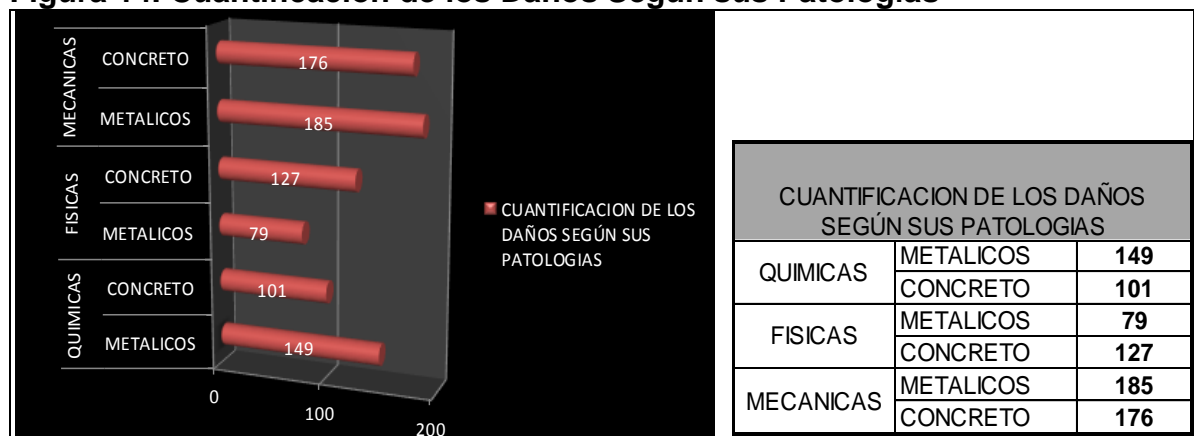 Figura 14. Cuantificación de los Daños Según sus Patologías
MECANICAS
CONCRETO
176
METALICOS
185
FISICAS
CONCRETO
127
METALICOS
79
QUIMICAS
CONCRETO
101
METALICOS
149
0
100
200
CUANTIFICACION DE LOS
DAÑOS SEGÚN SUS
PATOLOGIAS
CUANTIFICACION DE LOS DAÑOS
SEGÚN SUS PATOLOGIAS
QUIMICAS METALICOS 149
CONCRETO 101
FISICAS METALICOS 79
CONCRETO 127
MECANICAS METALICOS 185
CONCRETO 176